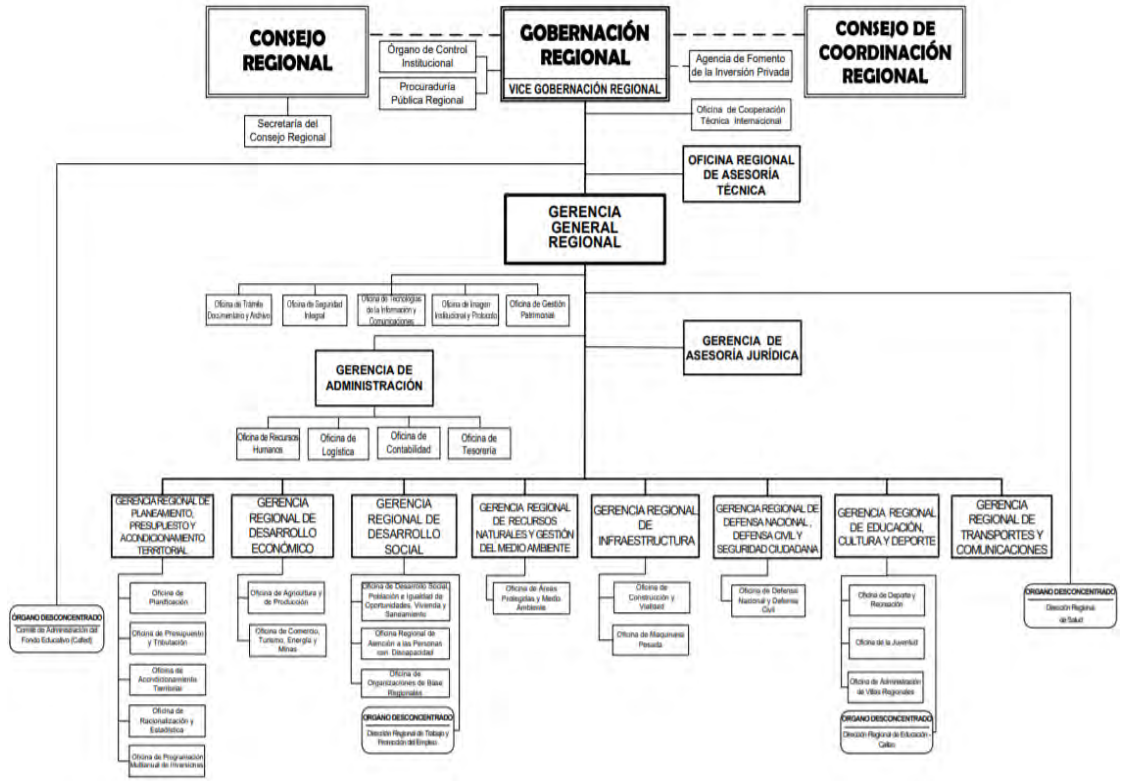 CONSEJO
REGIONAL
GOBERNACIÓN
REGIONAL
VICE GOBERNACIÓN REGIONAL
CONSEJO DE
COORDINACIÓN
REGIONAL
Órgano de Control
Institucional
Procuraduría
Pública Regional
Agencia de Fomento
de la Inversión Privada
Secretaría del
Consejo Regional
Oficina de Cooperación
Técnica Internacional
OFICINA REGIONAL
DE ASESORÍA
TÉCNICA
GERENCIA
GENERAL
REGIONAL
Oficina de Trámite
Documentario y Archivo
Oficina de Seguridad
Integral
Oficina de Tecnologías
de la Información y
Comunicaciones
Oficina de Imagen
Institucional y Protocolo
Oficina de Gestión
Patrimonial
GERENCIA DE
ASESORÍA JURÍDICA
GERENCIA DE
ADMINISTRACIÓN
Oficina de Recursos
Humanos
Oficina de
Logística
Oficina de
Contabilidad
Oficina de
Tesorería
GERENCIA REGIONAL DE
PLANEAMIENTO,
PRESUPUESTO Y
ACONDICIONAMIENTO
TERRITORIAL
GERENCIA
REGIONAL DE
DESARROLLO
ECONÓMICO
GERENCIA
REGIONAL DE
DESARROLLO
SOCIAL
GERENCIA REGIONAL
DE RECURSOS
NATURALES Y GESTIÓN
DEL MEDIO AMBIENTE
GERENCIA REGIONAL
DE
INFRAESTRUCTURA
GERENCIA REGIONAL DE
DEFENSA NACIONAL,
DEFENSA CIVIL Y
SEGURIDAD CIUDADANA
GERENCIA REGIONAL
DE EDUCACIÓN,
CULTURA Y DEPORTE
GERENCIA
REGIONAL DE
TRANSPORTES Y
COMUNICACIONES
ÓRGANO DESCONCENTRADO
Comité de Administración del
Fondo Educativo (Cafed)
Oficina de
Planificación
Oficina de Presupuesto
y Tributación
Oficina de
Acondicionamiento
Territorial
Oficina de
Racionalización y
Estadística
Oficina de Programación
Multianual de Inversiones
Oficina de Agricultura y
de Producción
Oficina de Comercio,
Turismo, Energía y
Minas
Oficina de Desarrollo Social,
Población e Igualdad de
Oportunidades, Vivienda y
Saneamiento
Oficina Regional de
Atención a las Personas
con Discapacidad
Oficina de
Organizaciones de Base
Regionales
ÓRGANO DESCONCENTRADO
Dirección Regional de Trabajo y
Promoción del Empleo
Oficina de Áreas
Protegidas y Medio
Ambiente
Oficina de
Construcción y
Vialidad
Oficina de Maquinaria
Pesada
Oficina de Defensa
Nacional y Defensa
Civil
Oficina de Deporte y
Recreación
Oficina de la Juventud
Oficina de Administración
de Villas Regionales
ÓRGANO DESCONCENTRADO
Dirección Regional de Educación -
Callao
ÓRGANO DESCONCENTRADO
Dirección Regional
de Salud